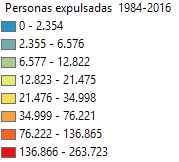 Personas expulsadas 1984-2016
0 - 2.354
2.355 - 6.576
6.577 - 12.822
12.823 - 21.475
21.476 - 34.998
34.999 - 76.221
76.222 - 136.865
136.866 - 263.723